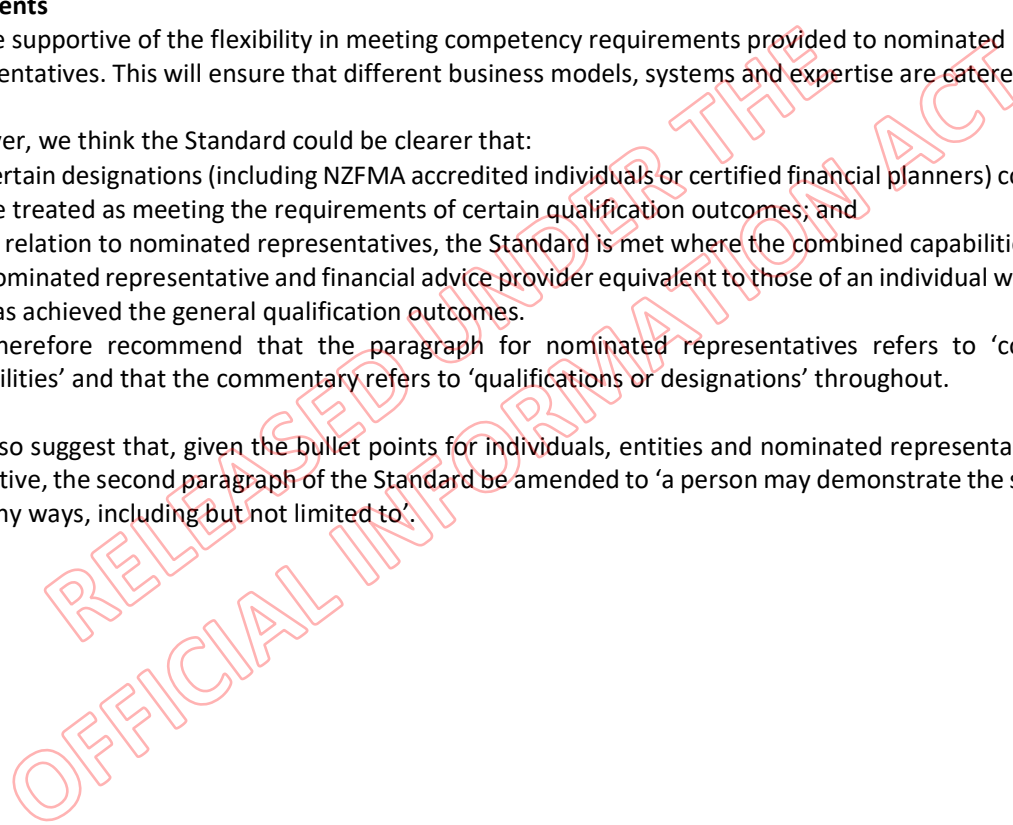 ents
e supportive of the flexibility in meeting competency requirements provided to nominated
entatives. This will ensure that different business models, systems and expertise are catere
er, we think the Standard could be clearer that:
ertain designations (including NZFMA accredited individuals or certified financial planners) co
e treated as meeting the requirements of certain qualification outcomes; and
relation to nominated representatives, the Standard is met where the combined capabilitie
ominated representative and financial advice provider equivalent to those of an individual w
as achieved the general qualification outcomes.
herefore recommend that the paragraph for nominated representatives refers to 'co
ilities' and that the commentary refers to 'qualifications or designations' throughout.
so suggest that, given the bullet points for individuals, entities and nominated representa
tive, the second paragraph of the Standard be amended to 'a person may demonstrate the s
ny ways, including but not limited to'.
RELEASED UNDER THE
OFFICIAL INFORMATION ACT